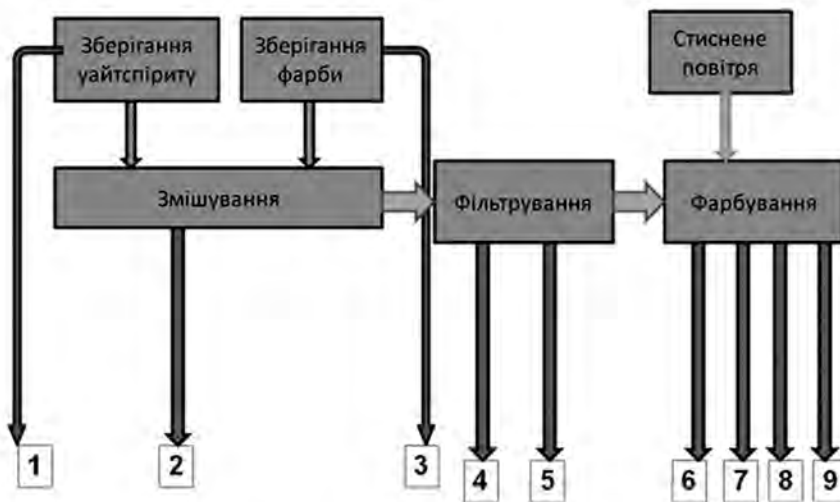 Зберігання
уайтспіриту
Зберігання
фарби
Стиснене
повітря
Змішування
Фільтрування
Фарбування
1
2
3
4
5
6
7
8
9